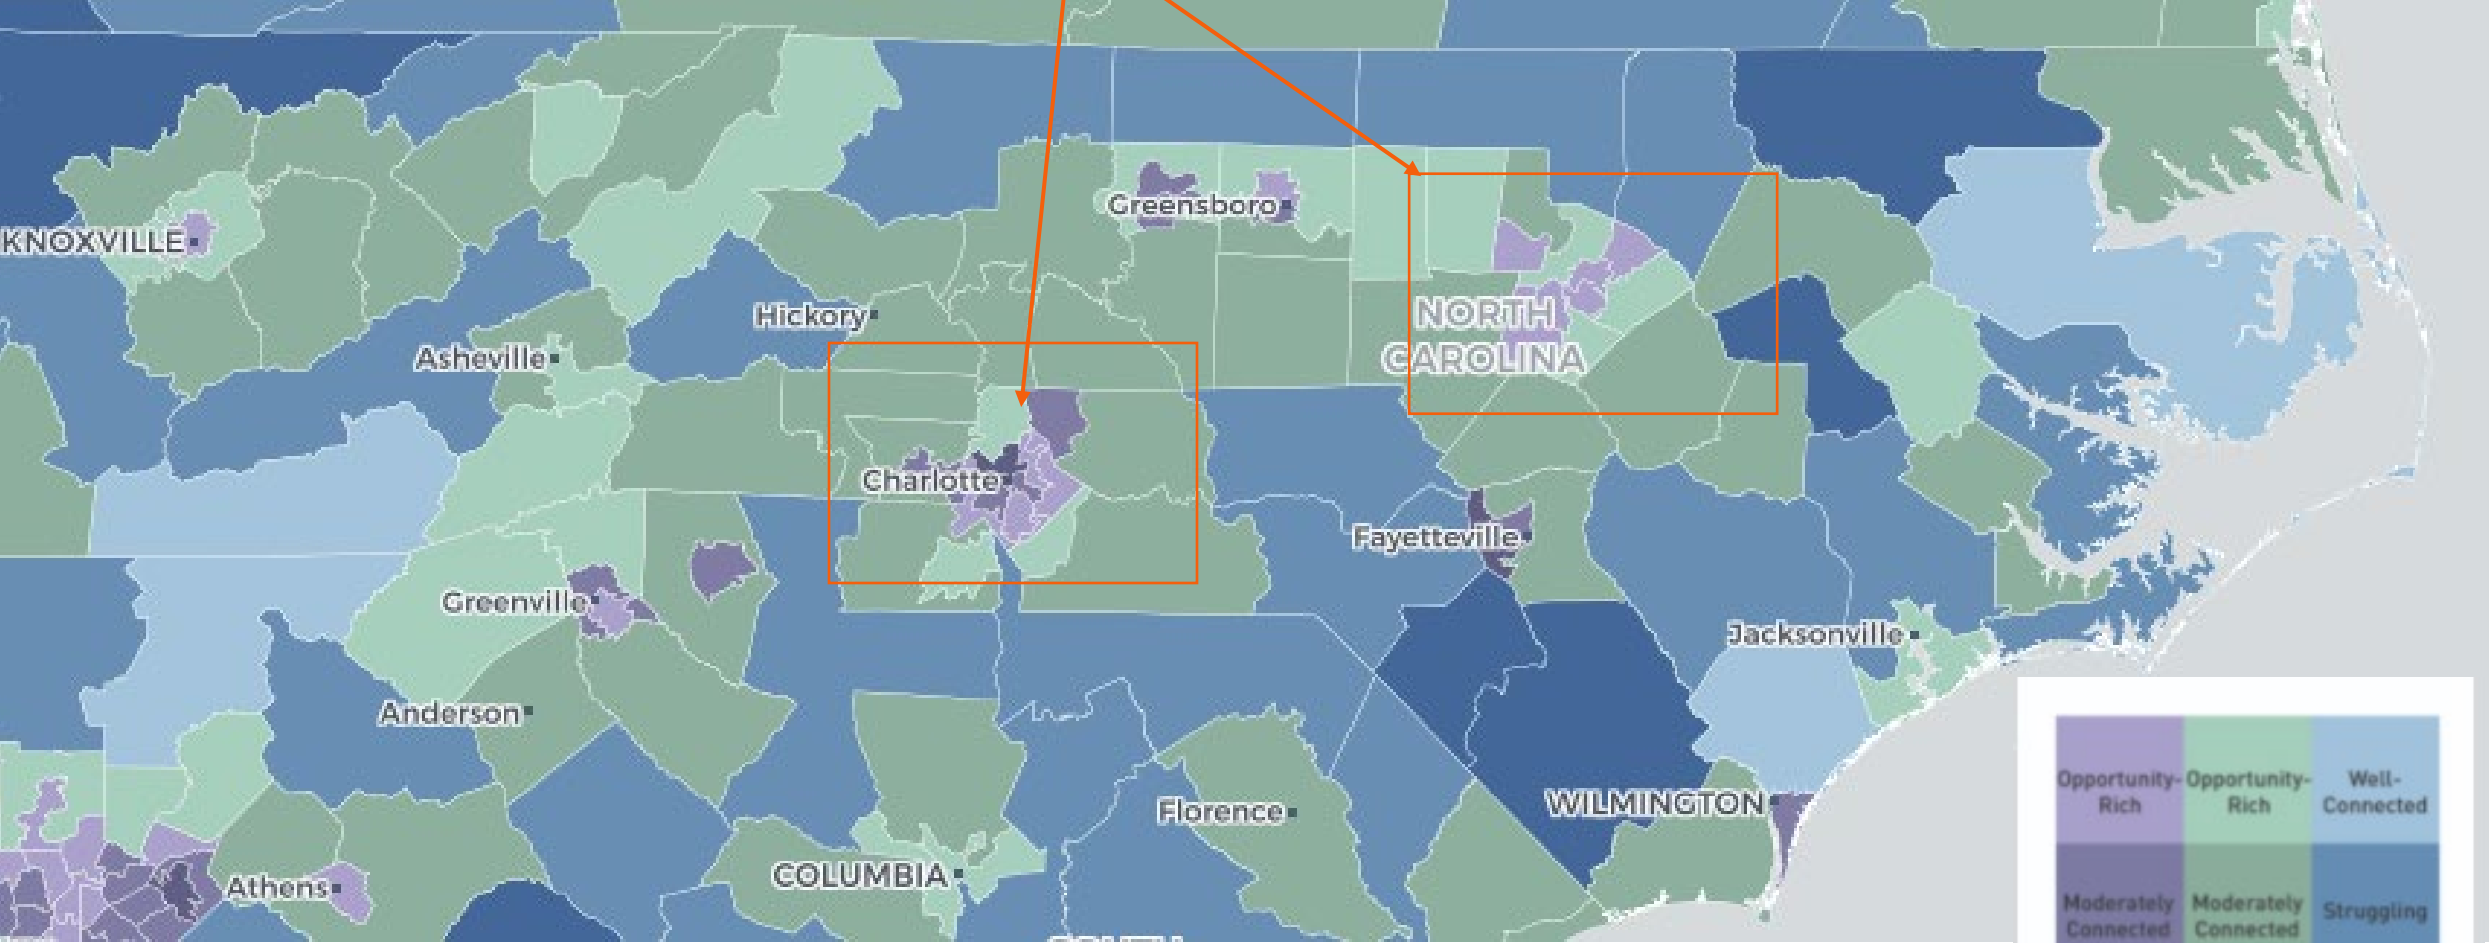 Greensboro
KNOXVILLE
Hickory
NORTH
CAROLINA
Asheville
Charlotte
Fayetteville
Greenville
Jacksonville
Anderson
WILMINGTON
Florence
COLUMBIA
Athens
Opportunity-
Rich
Opportunity-
Rich
Well-
Connected
Moderately
Connected
Moderately
Connected
Struggling